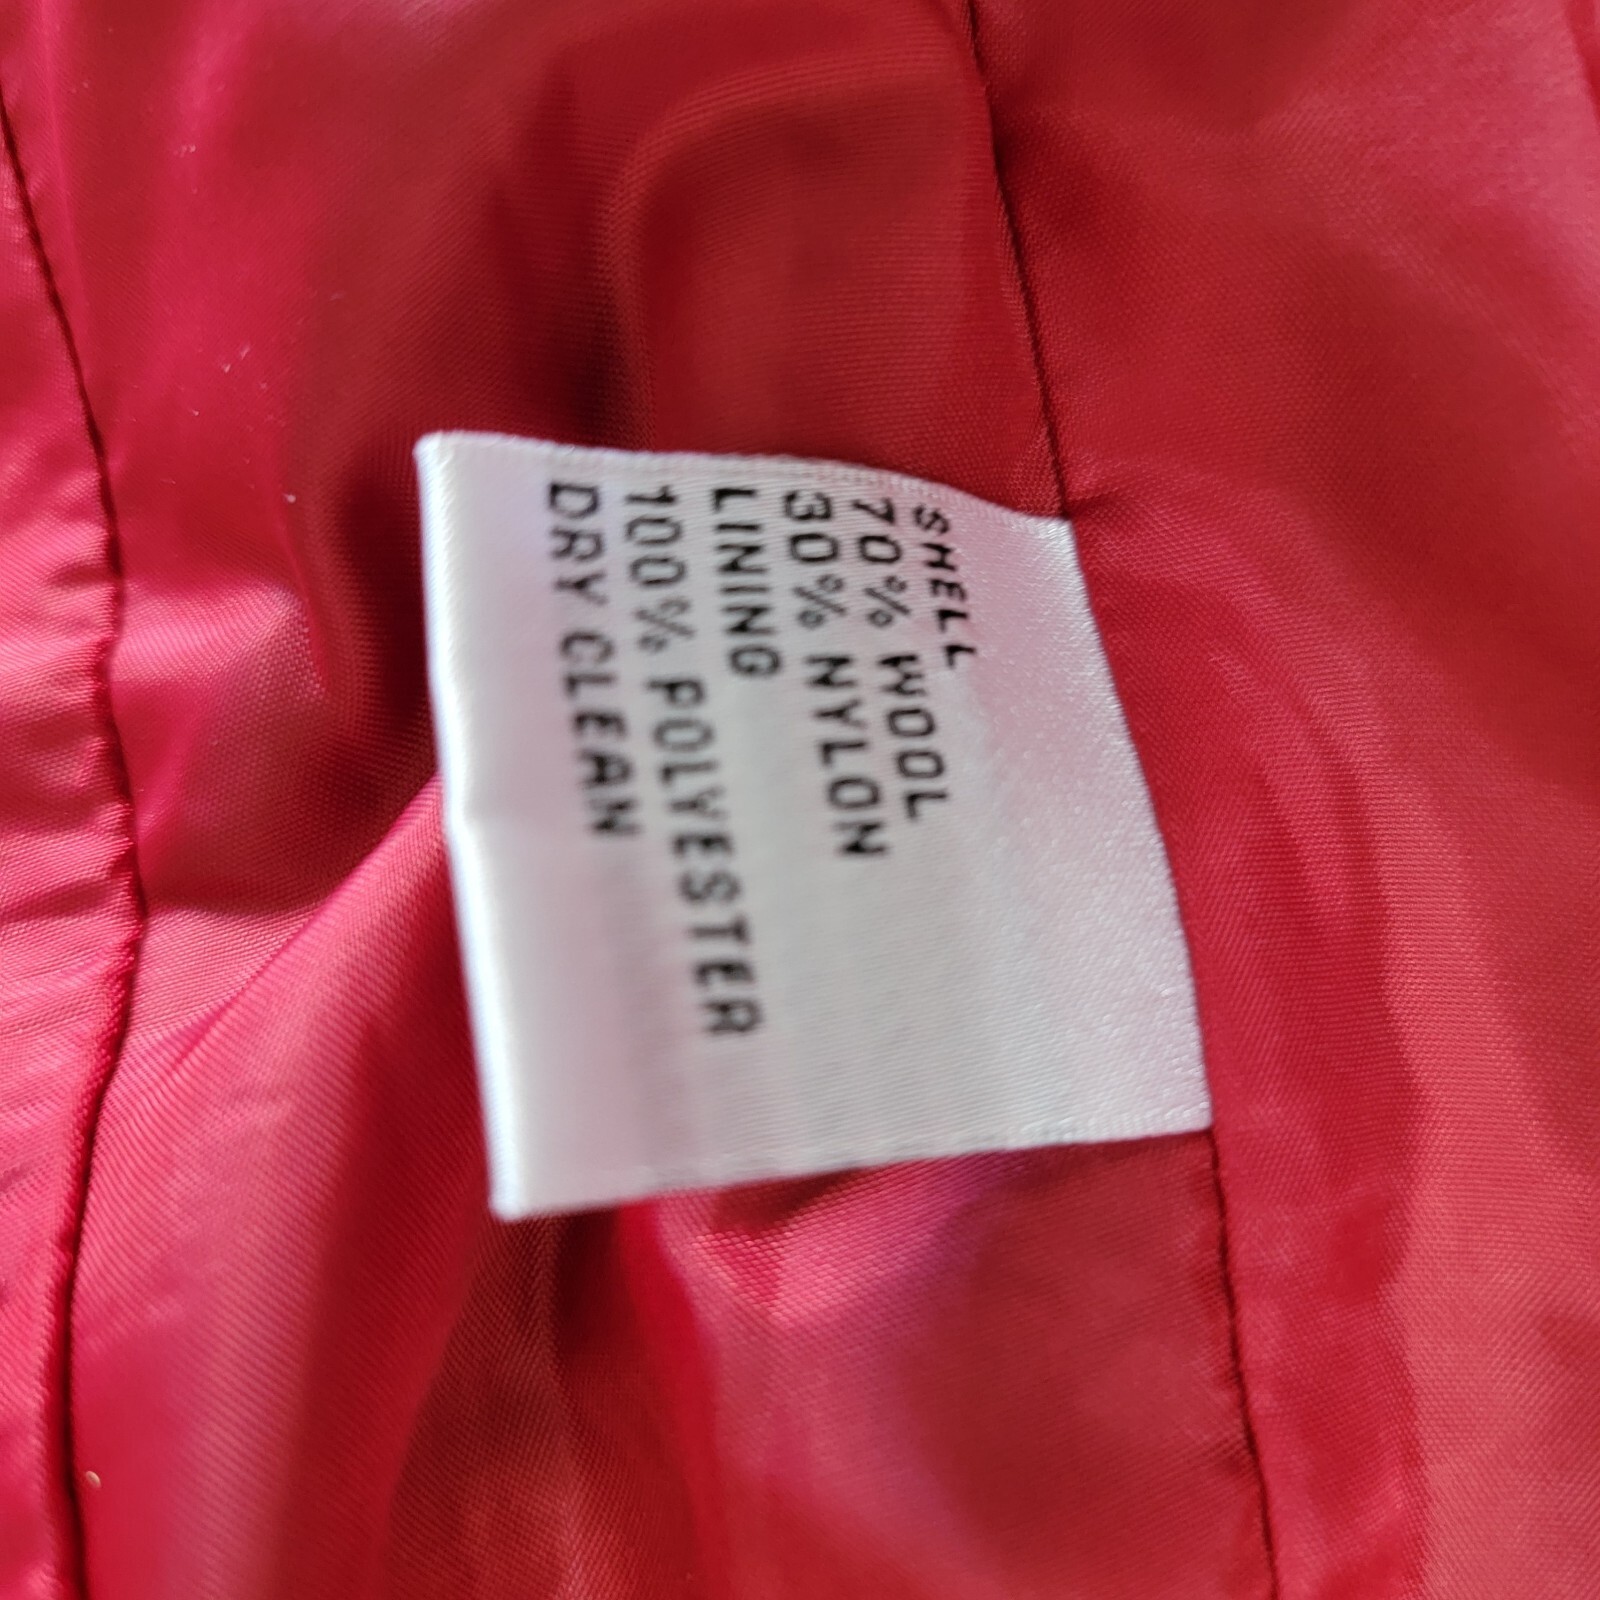 SHELL
70% WOOL
30% NYLON
LINING
100% POLYESTER
DRY CLEAN